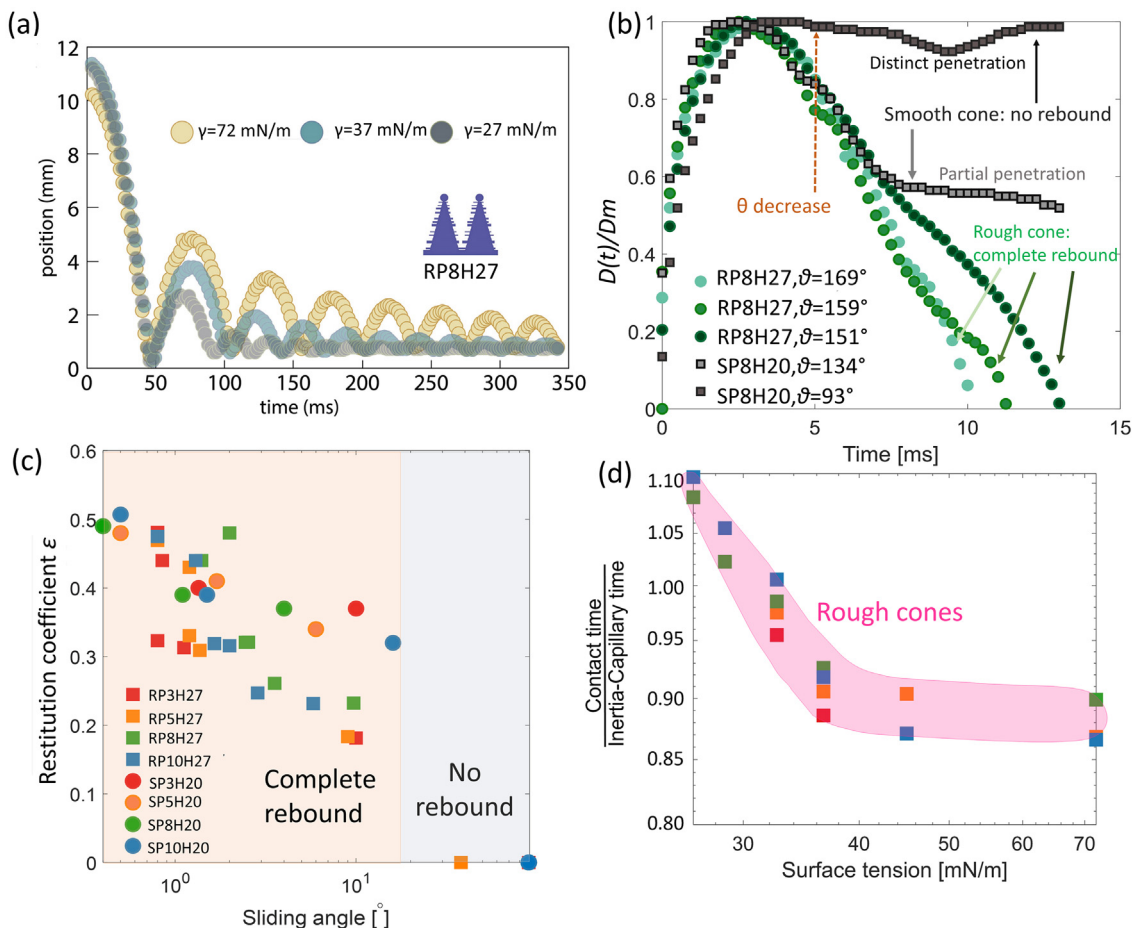 (a)
12
10
8
6
4
2
0
position (mm)
γ=72 mN/m
γ=37 mN/m
γ=27 mN/m
RP8H27
0 50 100 150 200 250 300 350
time (ms)
(b)
1
0.8
0.6
0.4
0.2
0
D(t)/Dm
Distinct penetration
Smooth cone: no rebound
Partial penetration
θ decrease
Rough cone:
complete rebound
RP8H27,ϑ=169°
RP8H27,ϑ=159°
RP8H27,ϑ=151°
SP8H20,ϑ=134°
SP8H20,ϑ=93°
0 5 10 15
Time [ms]
(c)
0.6
0.5
0.4
0.3
0.2
0.1
0
Restitution coefficient ε
RP3H27
RP5H27
RP8H27
RP10H27
SP3H20
SP5H20
SP8H20
SP10H20
Complete
rebound
No
rebound
10⁰ 10¹
Sliding angle [°]
(d)
1.10
1.05
1.00
0.95
0.90
0.85
0.80
Contact time
Inertia-Capillary time
Rough cones
30 40 50 60 70
Surface tension [mN/m]